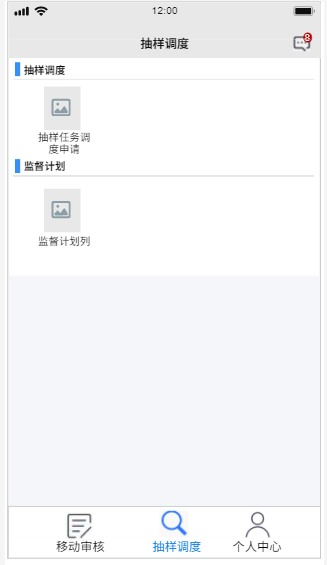 12:00
抽样调度
8
抽样调度
抽样任务调
度申请
监督计划
监督计划列
移动审核
抽样调度
个人中心